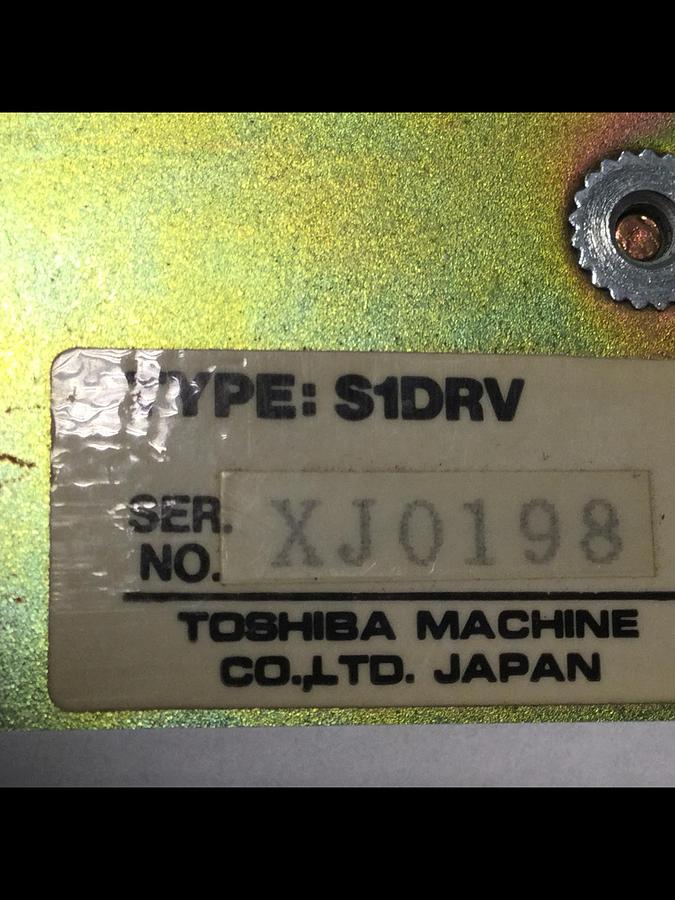 TYPE: S1DRV
SER. NO. XJ0198
TOSHIBA MACHINE
CO.,LTD. JAPAN